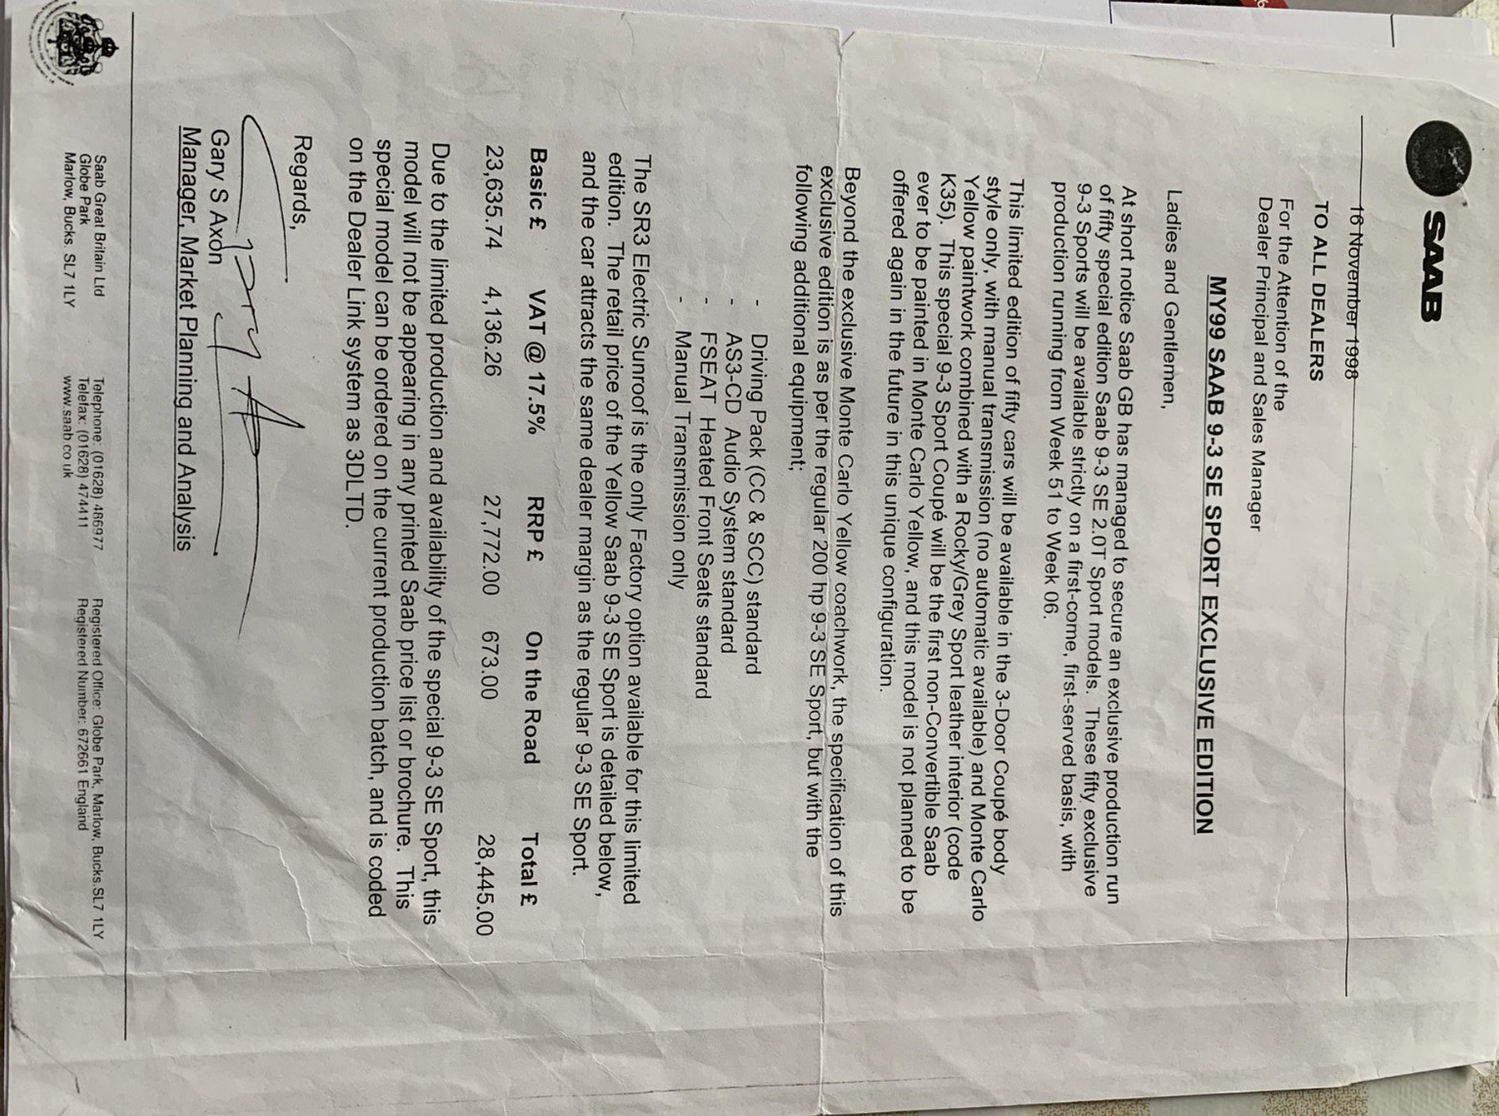 SAAB
16 November 1998
TO ALL DEALERS
For the Attention of the
Dealer Principal and Sales Manager
MY99 SAAB 9-3 SE SPORT EXCLUSIVE EDITION
Ladies and Gentlemen,
At short notice Saab GB has managed to secure an exclusive production run
of fifty special edition Saab 9-3 SE 2.0T Sport models. These fifty exclusive
9-3 Sports will be available strictly on a first-come, first-served basis, with
production running from Week 51 to Week 06.
This limited edition of fifty cars will be available in the 3-Door Coupé body
style only, with manual transmission (no automatic available) and Monte Carlo
Yellow paintwork combined with a Rocky/Grey Sport leather interior (code
K35). This special 9-3 Sport Coupé will be the first non-Convertible Saab
ever to be painted in Monte Carlo Yellow, and this model is not planned to be
offered again in the future in this unique configuration.
Beyond the exclusive Monte Carlo Yellow coachwork, the specification of this
exclusive edition is as per the regular 200 hp 9-3 SE Sport, but with the
following additional equipment;
- Driving Pack (CC & SCC) standard
- AS3-CD Audio System standard
- FSEAT Heated Front Seats standard
- Manual Transmission only
The SR3 Electric Sunroof is the only Factory option available for this limited
edition. The retail price of the Yellow Saab 9-3 SE Sport is detailed below,
and the car attracts the same dealer margin as the regular 9-3 SE Sport.
Basic £ VAT @ 17.5% RRP £ On the Road Total £
23,635.74 4,136.26 27,772.00 673.00 28,445.00
Due to the limited production and availability of the special 9-3 SE Sport, this
model will not be appearing in any printed Saab price list or brochure. This
special model can be ordered on the current production batch, and is coded
on the Dealer Link system as 3DLTD.
Regards,
Gary S Axon
Manager, Market Planning and Analysis
Saab Great Britain Ltd Telephone: (01628) 486977 Registered Office: Globe Park, Marlow, Bucks.SL7 1LY
Globe Park Telefax: (01628) 474411 Registered Number: 672661 England
Marlow, Bucks. SL7 1LY www.saab.co uk